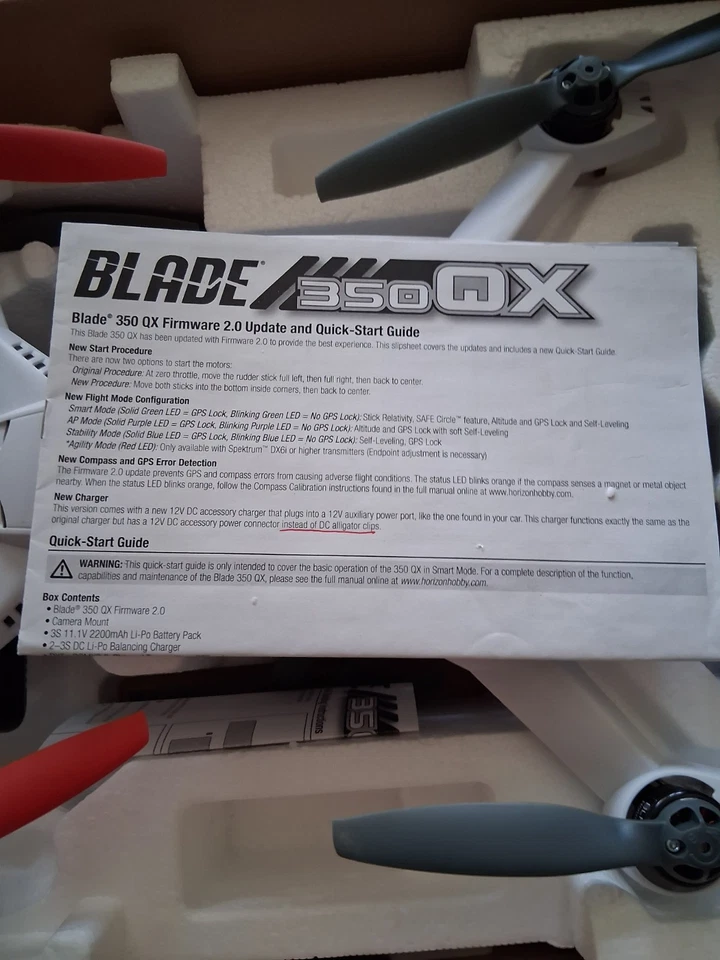 BLADE® 350 QX
Blade® 350 QX Firmware 2.0 Update and Quick-Start Guide
This Blade 350 QX has been updated with Firmware 2.0 to provide the best experience. This slipsheet covers the updates and includes a new Quick-Start Guide
New Start Procedure
There are now two options to start the motors:
Original Procedure: At zero throttle, move the rudder stick full left, then full right, then back to center.
New Procedure: Move both sticks into the bottom inside corners, then back to center.
New Flight Mode Configuration
Smart Mode (Solid Green LED = GPS Lock, Blinking Green LED = No GPS Lock): Stick Relativity, SAFE Circle™ feature, Altitude and GPS Lock and Self-Leveling
AP Mode (Solid Purple LED = GPS Lock, Blinking Purple LED = No GPS Lock): Altitude and GPS Lock with soft Self-Leveling
Stability Mode (Solid Blue LED = GPS Lock, Blinking Blue LED = No GPS Lock): Self-Leveling, GPS Lock
*Agility Mode (Red LED): Only available with Spektrum™ DX6i or higher transmitters (Endpoint adjustment is necessary)
New Compass and GPS Error Detection
The Firmware 2.0 update prevents GPS and compass errors from causing adverse flight conditions. The status LED blinks orange if the compass senses a magnet or metal object
nearby. When the status LED blinks orange, follow the Compass Calibration instructions found in the full manual online at www.horizonhobby.com.
New Charger
This version comes with a new 12V DC accessory charger that plugs into a 12V auxiliary power port, like the one found in your car. This charger functions exactly the same as the
original charger but has a 12V DC accessory power connector instead of DC alligator clips.
Quick-Start Guide
WARNING: This quick-start guide is only intended to cover the basic operation of the 350 QX in Smart Mode. For a complete description of the function,
capabilities and maintenance of the Blade 350 QX, please see the full manual online at www.horizonhobby.com.
Box Contents
• Blade® 350 QX Firmware 2.0
• Camera Mount
• 3S 11.1V 2200mAh Li-Po Battery Pack
• 2–3S DC Li-Po Balancing Charger
350